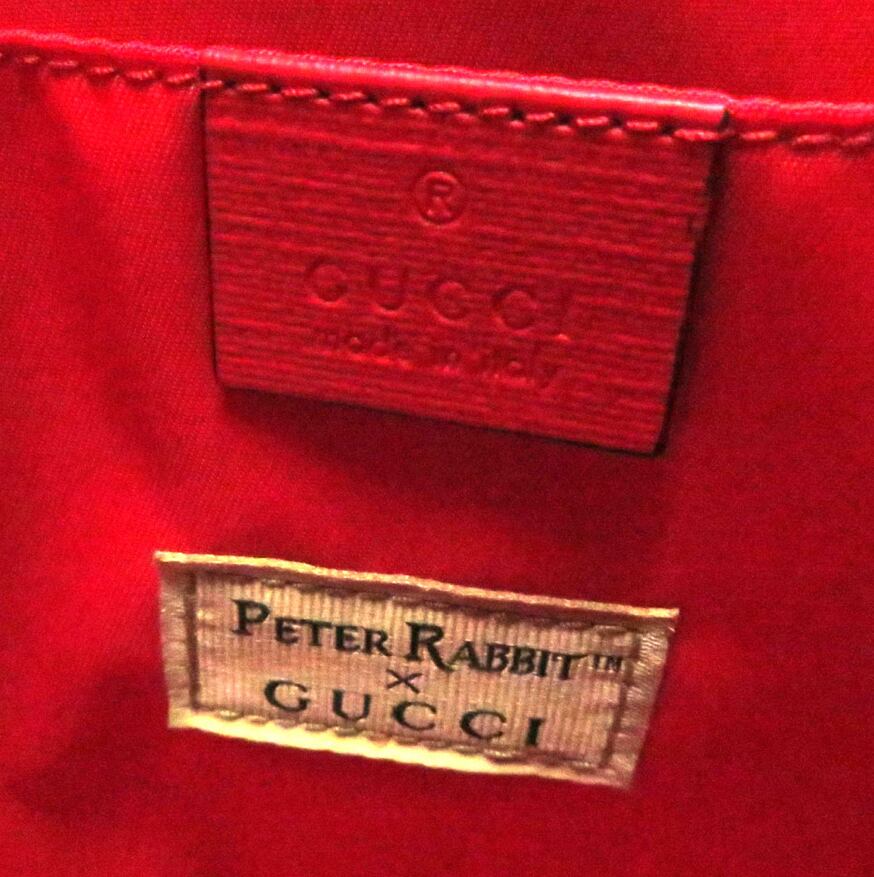 ®
GUCCI
made in italy
PETER RABBIT™
×
GUCCI